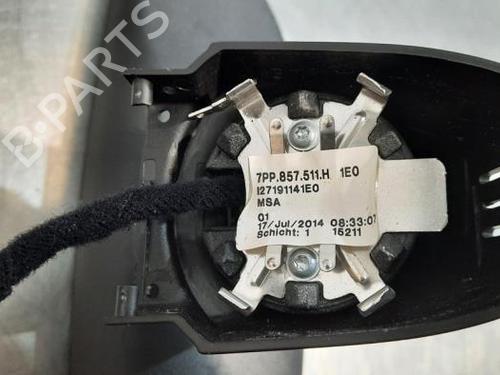 B-PARTS
7PP.857.511.H 1E0
I27191141E0
MSA
01
17/Jul/2014 08:33:07
Schicht: 1 15211